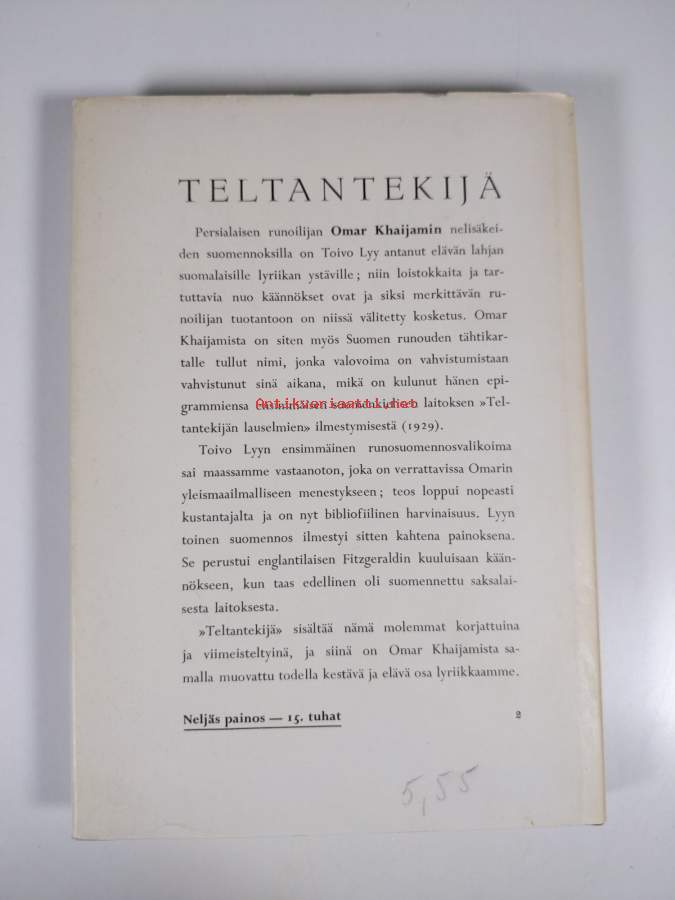 TELTANTEKIJÄ
Persialaisen runoilijan Omar Khaijamin nelisäkei-
den suomennoksilla on Toivo Lyy antanut elävän lahjan
suomalaisille lyriikan ystäville; niin loistokkaita ja tar-
tuttavia nuo käännökset ovat ja siksi merkittävän ru-
noilijan tuotantoon on niissä välitetty kosketus. Omar
Khaijamista on siten myös Suomen runouden tähtikar-
talle tullut nimi, jonka valovoima on vahvistumistaan
vahvistunut sinä aikana, mikä on kulunut hänen epi-
grammiensa ensimmäisen suomenkielisen laitoksen »Tel-
Antikvariaatti.net
tantekijän lauselmien» ilmestymisestä (1929).
Toivo Lyyn ensimmäinen runosuomennosvalikoima
sai maassamme vastaanoton, joka on verrattavissa Omarin
yleismaailmalliseen menestykseen; teos loppui nopeasti
kustantajalta ja on nyt bibliofiilinen harvinaisuus. Lyyn
toinen suomennos ilmestyi sitten kahtena painoksena.
Se perustui englantilaisen Fitzgeraldin kuuluisaan kään-
nökseen, kun taas edellinen oli suomennettu saksalai-
sesta laitoksesta.
»Teltantekijä» sisältää nämä molemmat korjattuina
ja viimeisteltyinä, ja siinä on Omar Khaijamista sa-
malla muovattu todella kestävä ja elävä osa lyriikkaamme.
Neljäs painos — 15. tuhat 2
5,55